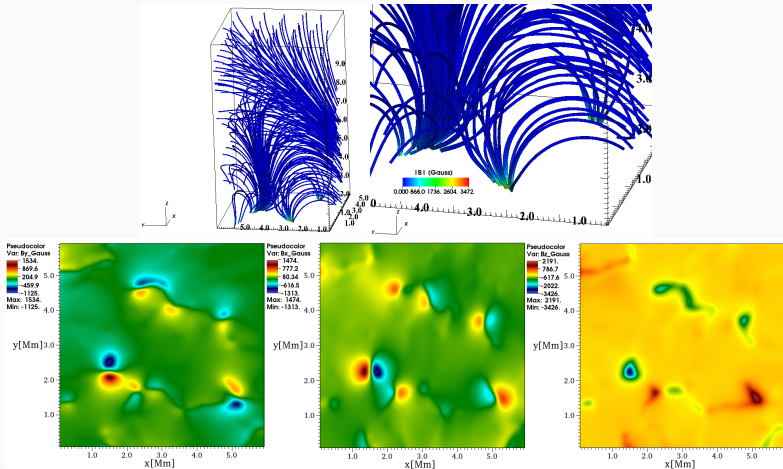 9.0
8.0
7.0
6.0
5.0
4.0
3.0
2.0
1.0
5.0 4.0 3.0 2.0 1.0
z
x
Y
4.0
3.0
1.0
|B| (Gauss)
0.000 868.0 1736. 2604. 3472.
4.0 3.0 2.0 1.0
z
x
Y
Pseudocolor
Var: By_Gauss
1534.
869.6
204.9
-459.9
-1125.
Max: 1534.
Min: -1125.
5.0
4.0
y[Mm]3.0
2.0
1.0
1.0 2.0 3.0 4.0 5.0
x[Mm]
Pseudocolor
Var: Bx_Gauss
1474.
777.2
80.34
-616.5
-1313.
Max: 1474.
Min: -1313.
5.0
4.0
y[Mm]3.0
2.0
1.0
1.0 2.0 3.0 4.0 5.0
x[Mm]
Pseudocolor
Var: Bz_Gauss
2191.
786.7
-617.6
-2022.
-3426.
Max: 2191.
Min: -3426.
5.0
4.0
y[Mm]3.0
2.0
1.0
1.0 2.0 3.0 4.0 5.0
x[Mm]